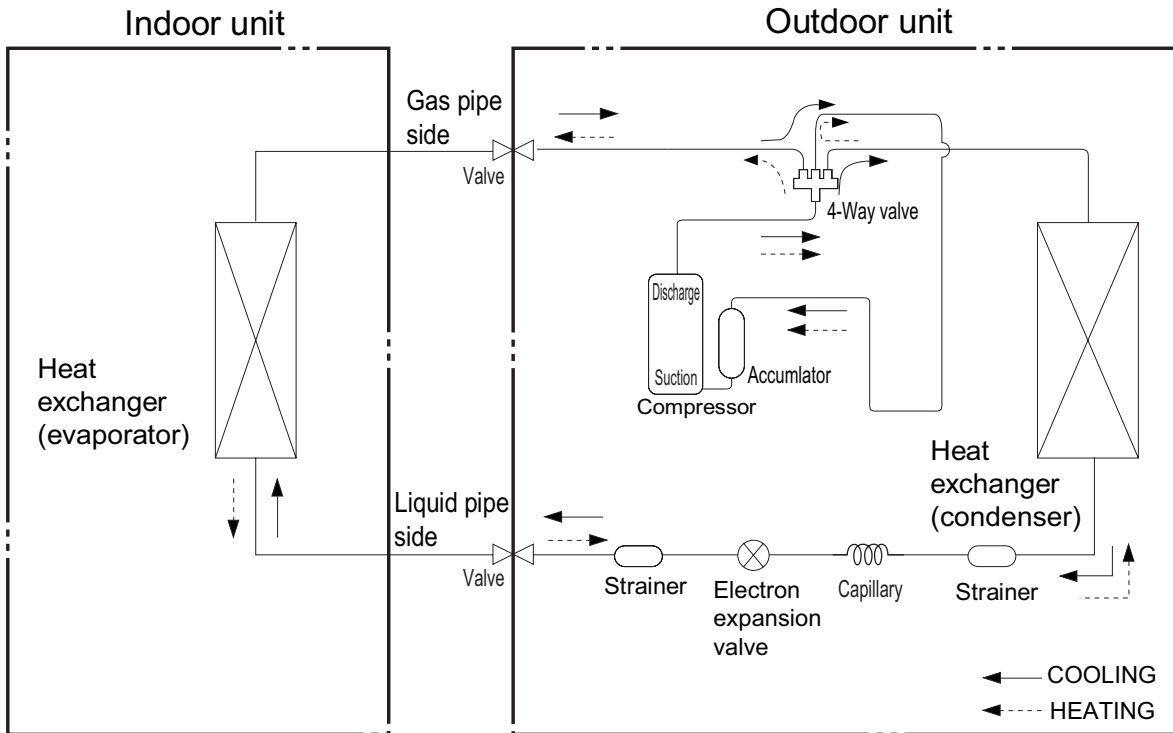 Indoor unit
Outdoor unit
Gas pipe
side
Valve
4-Way valve
Discharge
Suction
Accumlator
Compressor
Heat
exchanger
(evaporator)
Heat
exchanger
(condenser)
Liquid pipe
side
Valve
Strainer
Electron
expansion
valve
Capillary
Strainer
COOLING
HEATING